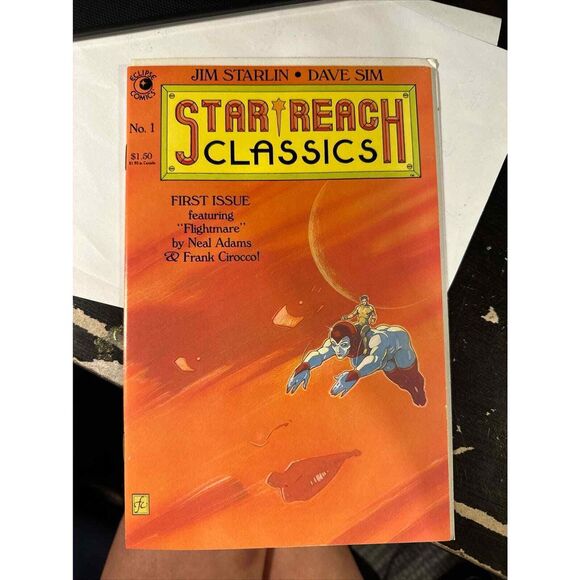 JIM STARLIN • DAVE SIM
ECLIPSE
COMICS
STAR REACH
No. 1
CLASSICS
$1.50
FIRST ISSUE
featuring
"Flightmare"
by Neal Adams
& Frank Cirocco!
fc